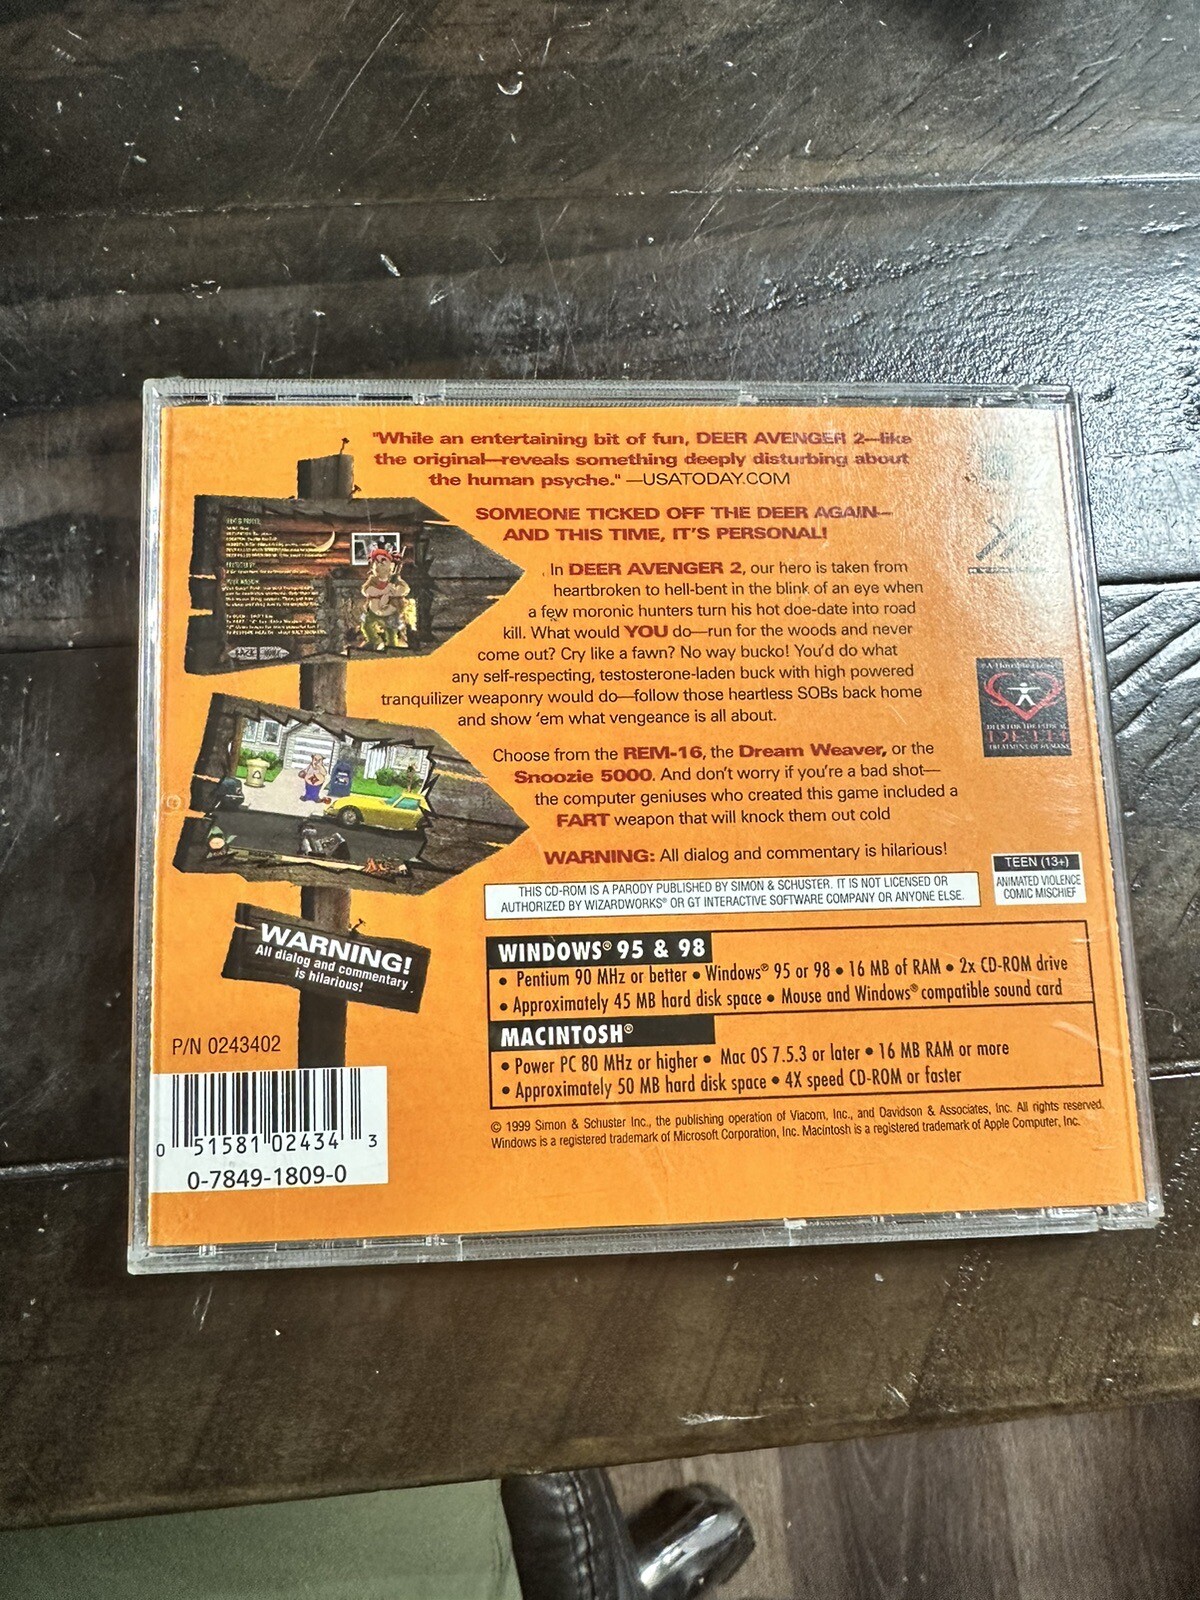 "While an entertaining bit of fun, DEER AVENGER 2—like
the original—reveals something deeply disturbing about
the human psyche." —USATODAY.COM
SOMEONE TICKED OFF THE DEER AGAIN—
AND THIS TIME, IT'S PERSONAL!
In DEER AVENGER 2, our hero is taken from
heartbroken to hell-bent in the blink of an eye when
a few moronic hunters turn his hot doe-date into road
kill. What would YOU do—run for the woods and never
come out? Cry like a fawn? No way bucko! You'd do what
any self-respecting, testosterone-laden buck with high powered
tranquilizer weaponry would do—follow those heartless SOBs back home
and show 'em what vengeance is all about.
Choose from the REM-16, the Dream Weaver, or the
Snoozie 5000. And don't worry if you're a bad shot—
the computer geniuses who created this game included a
FART weapon that will knock them out cold
WARNING: All dialog and commentary is hilarious!
DEER FOR THE ETHICAL
TREATMENT OF HUMANS
TEEN (13+)
ANIMATED VIOLENCE
COMIC MISCHIEF
THIS CD-ROM IS A PARODY PUBLISHED BY SIMON & SCHUSTER. IT IS NOT LICENSED OR
AUTHORIZED BY WIZARDWORKS® OR GT INTERACTIVE SOFTWARE COMPANY OR ANYONE ELSE.
WARNING!
All dialog and commentary
is hilarious!
WINDOWS® 95 & 98
• Pentium 90 MHz or better • Windows® 95 or 98 • 16 MB of RAM • 2x CD-ROM drive
• Approximately 45 MB hard disk space • Mouse and Windows® compatible sound card
MACINTOSH®
• Power PC 80 MHz or higher • Mac OS 7.5.3 or later • 16 MB RAM or more
• Approximately 50 MB hard disk space • 4X speed CD-ROM or faster
P/N 0243402
0 51581 02434 3
0-7849-1809-0
© 1999 Simon & Schuster Inc., the publishing operation of Viacom, Inc., and Davidson & Associates, Inc. All rights reserved.
Windows is a registered trademark of Microsoft Corporation, Inc. Macintosh is a registered trademark of Apple Computer, Inc.